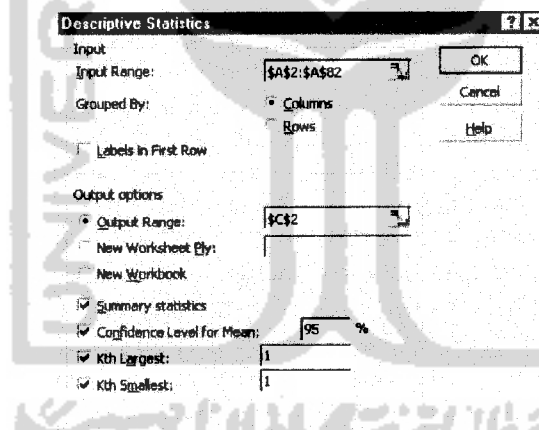 Descriptive Statistics
Input
Input Range: $A$2:$A$82
OK
Grouped By: Columns
Cancel
Rows
Help
Labels in First Row
Output options
Output Range: $C$2
New Worksheet Ply:
New Workbook
Summary statistics
Confidence Level for Mean: 95 %
Kth Largest: 1
Kth Smallest: 1